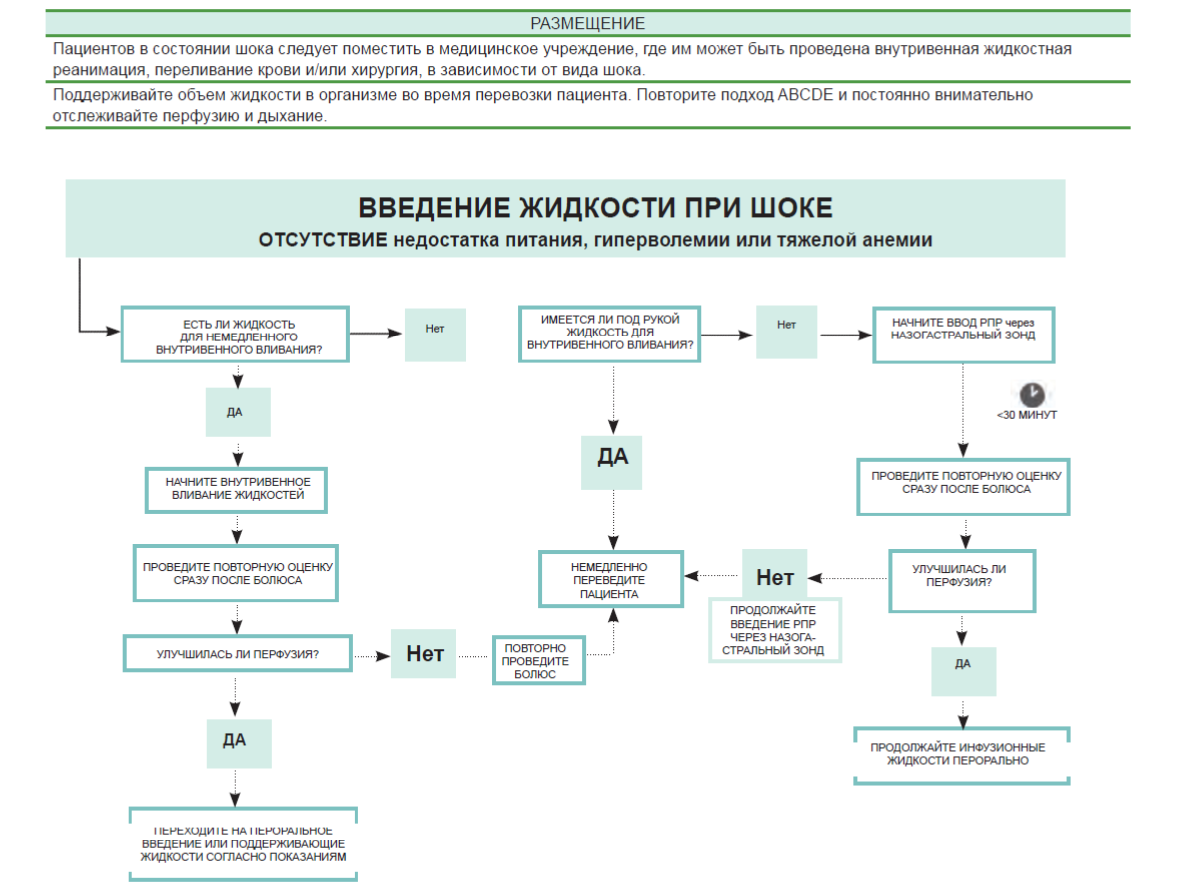 РАЗМЕЩЕНИЕ
Пациентов в состоянии шока следует поместить в медицинское учреждение, где им может быть проведена внутривенная жидкостная
реанимация, переливание крови и/или хирургия, в зависимости от вида шока.
Поддерживайте объем жидкости в организме во время перевозки пациента. Повторите подход ABCDE и постоянно внимательно
отслеживайте перфузию и дыхание.
ВВЕДЕНИЕ ЖИДКОСТИ ПРИ ШОКЕ
ОТСУТСТВИЕ недостатка питания, гиперволемии или тяжелой анемии
ЕСТЬ ЛИ ЖИДКОСТЬ
ДЛЯ НЕМЕДЛЕННОГО
ВНУТРИВЕННОГО ВЛИВАНИЯ?
Нет
ИМЕЕТСЯ ЛИ ПОД РУКОЙ
ЖИДКОСТЬ ДЛЯ
ВНУТРИВЕННОГО ВЛИВАНИЯ?
Нет
НАЧНИТЕ ВВОД РПР через
НАЗОГАСТРАЛЬНЫЙ ЗОНД
<30 МИНУТ
ДА
ДА
НАЧНИТЕ ВНУТРИВЕННОЕ
ВЛИВАНИЕ ЖИДКОСТЕЙ
ПРОВЕДИТЕ ПОВТОРНУЮ ОЦЕНКУ
СРАЗУ ПОСЛЕ БОЛЮСА
ПРОВЕДИТЕ ПОВТОРНУЮ ОЦЕНКУ
СРАЗУ ПОСЛЕ БОЛЮСА
НЕМЕДЛЕННО
ПЕРЕВЕДИТЕ
ПАЦИЕНТА
Нет
ПРОДОЛЖАЙТЕ
ВВЕДЕНИЕ РПР
ЧЕРЕЗ НАЗОГА-
СТРАЛЬНЫЙ ЗОНД
УЛУЧШИЛАСЬ ЛИ
ПЕРФУЗИЯ?
УЛУЧШИЛАСЬ ЛИ ПЕРФУЗИЯ?
Нет
ПОВТОРНО
ПРОВЕДИТЕ
БОЛЮС
ДА
ДА
ПРОДОЛЖАЙТЕ ИНФУЗИОННЫЕ
ЖИДКОСТИ ПЕРОРАЛЬНО
ПЕРЕХОДИТЕ НА ПЕРОРАЛЬНОЕ
ВВЕДЕНИЕ ИЛИ ПОДДЕРЖИВАЮЩИЕ
ЖИДКОСТИ СОГЛАСНО ПОКАЗАНИЯМ